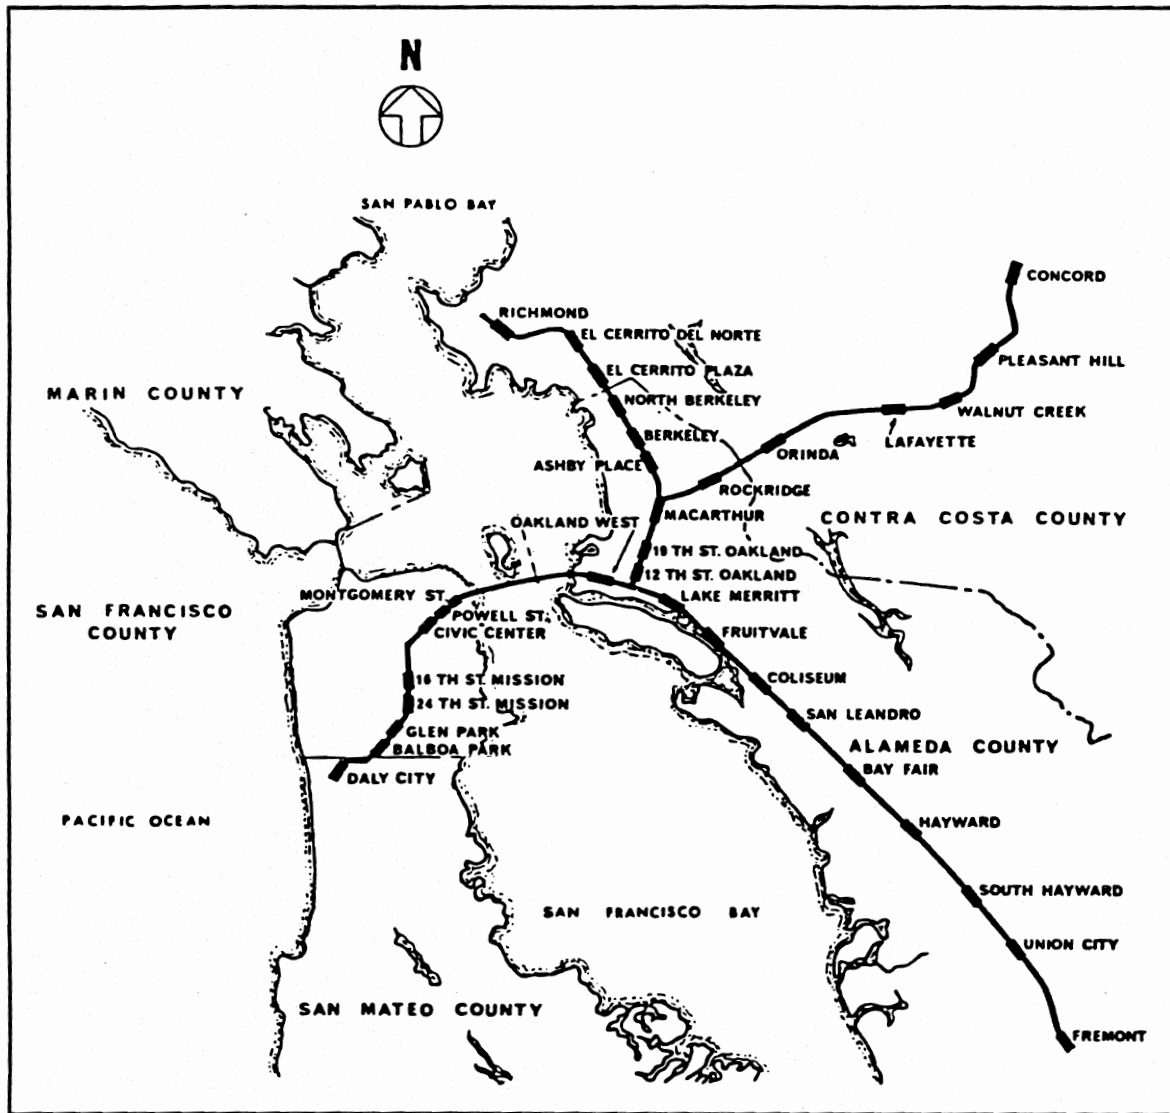 N
SAN PABLO BAY
CONCORD
RICHMOND
EL CERRITO DEL NORTE
PLEASANT HILL
EL CERRITO PLAZA
MARIN COUNTY
NORTH BERKELEY
WALNUT CREEK
BERKELEY
LAFAYETTE
ORINDA
ASHBY PLACE
ROCKRIDGE
MACARTHUR
CONTRA COSTA COUNTY
OAKLAND WEST
19 TH ST. OAKLAND
12 TH ST. OAKLAND
MONTGOMERY ST.
LAKE MERRITT
SAN FRANCISCO
COUNTY
POWELL ST.
CIVIC CENTER
FRUITVALE
16 TH ST. MISSION
COLISEUM
24 TH ST. MISSION
SAN LEANDRO
GLEN PARK
BALBOA PARK
ALAMEDA COUNTY
BAY FAIR
DALY CITY
PACIFIC OCEAN
HAYWARD
SOUTH HAYWARD
SAN FRANCISCO BAY
UNION CITY
SAN MATEO COUNTY
FREMONT